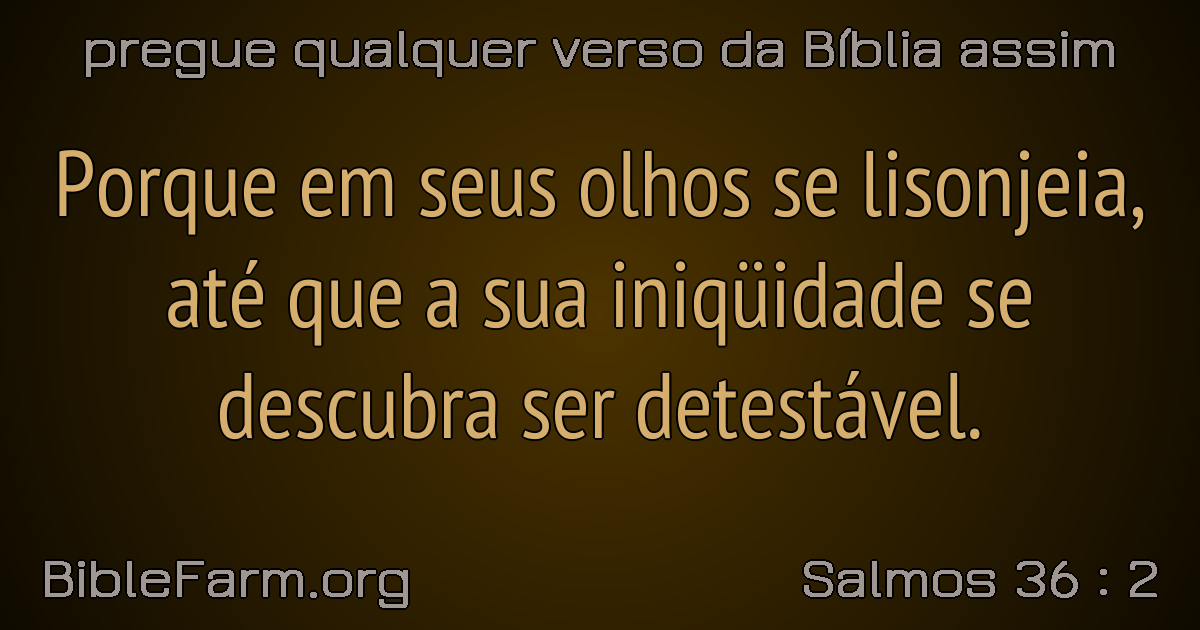 pregue qualquer verso da Bíblia assim
Porque em seus olhos se lisonjeia,
até que a sua iniqüidade se
descubra ser detestável.
BibleFarm.org
Salmos 36 : 2